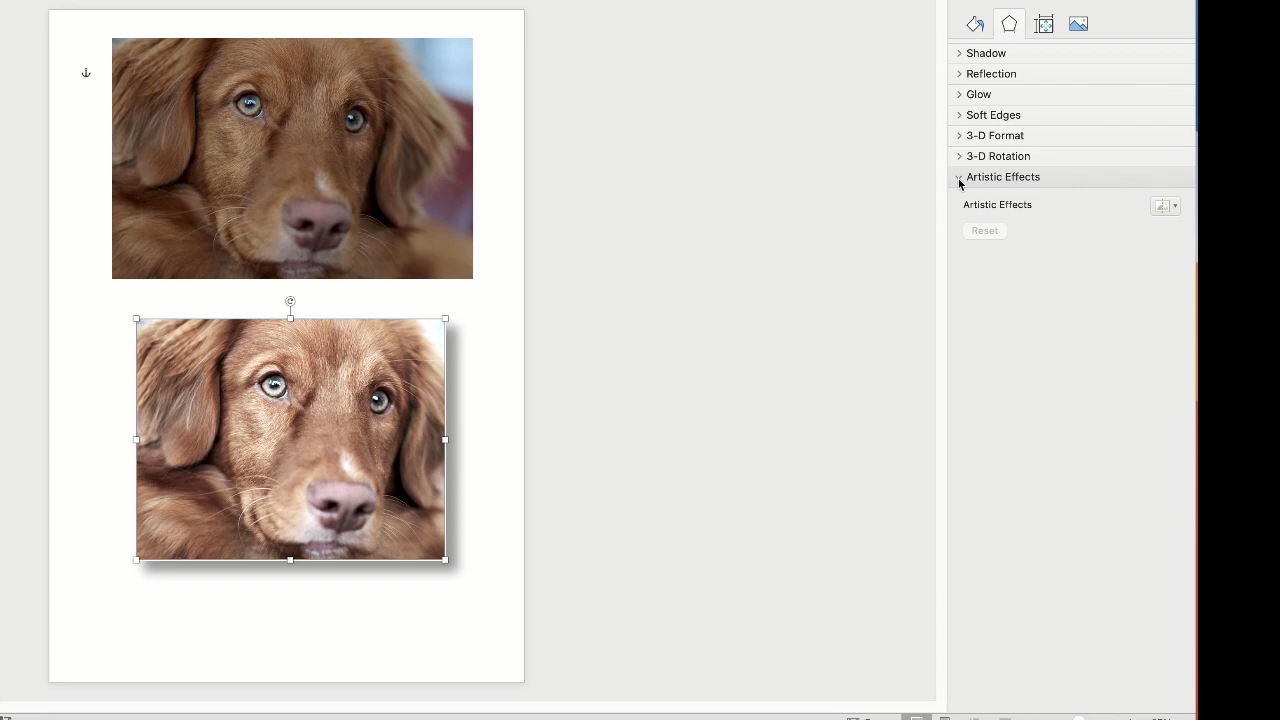 Shadow
Reflection
Glow
Soft Edges
3-D Format
3-D Rotation
Artistic Effects
Artistic Effects
Reset